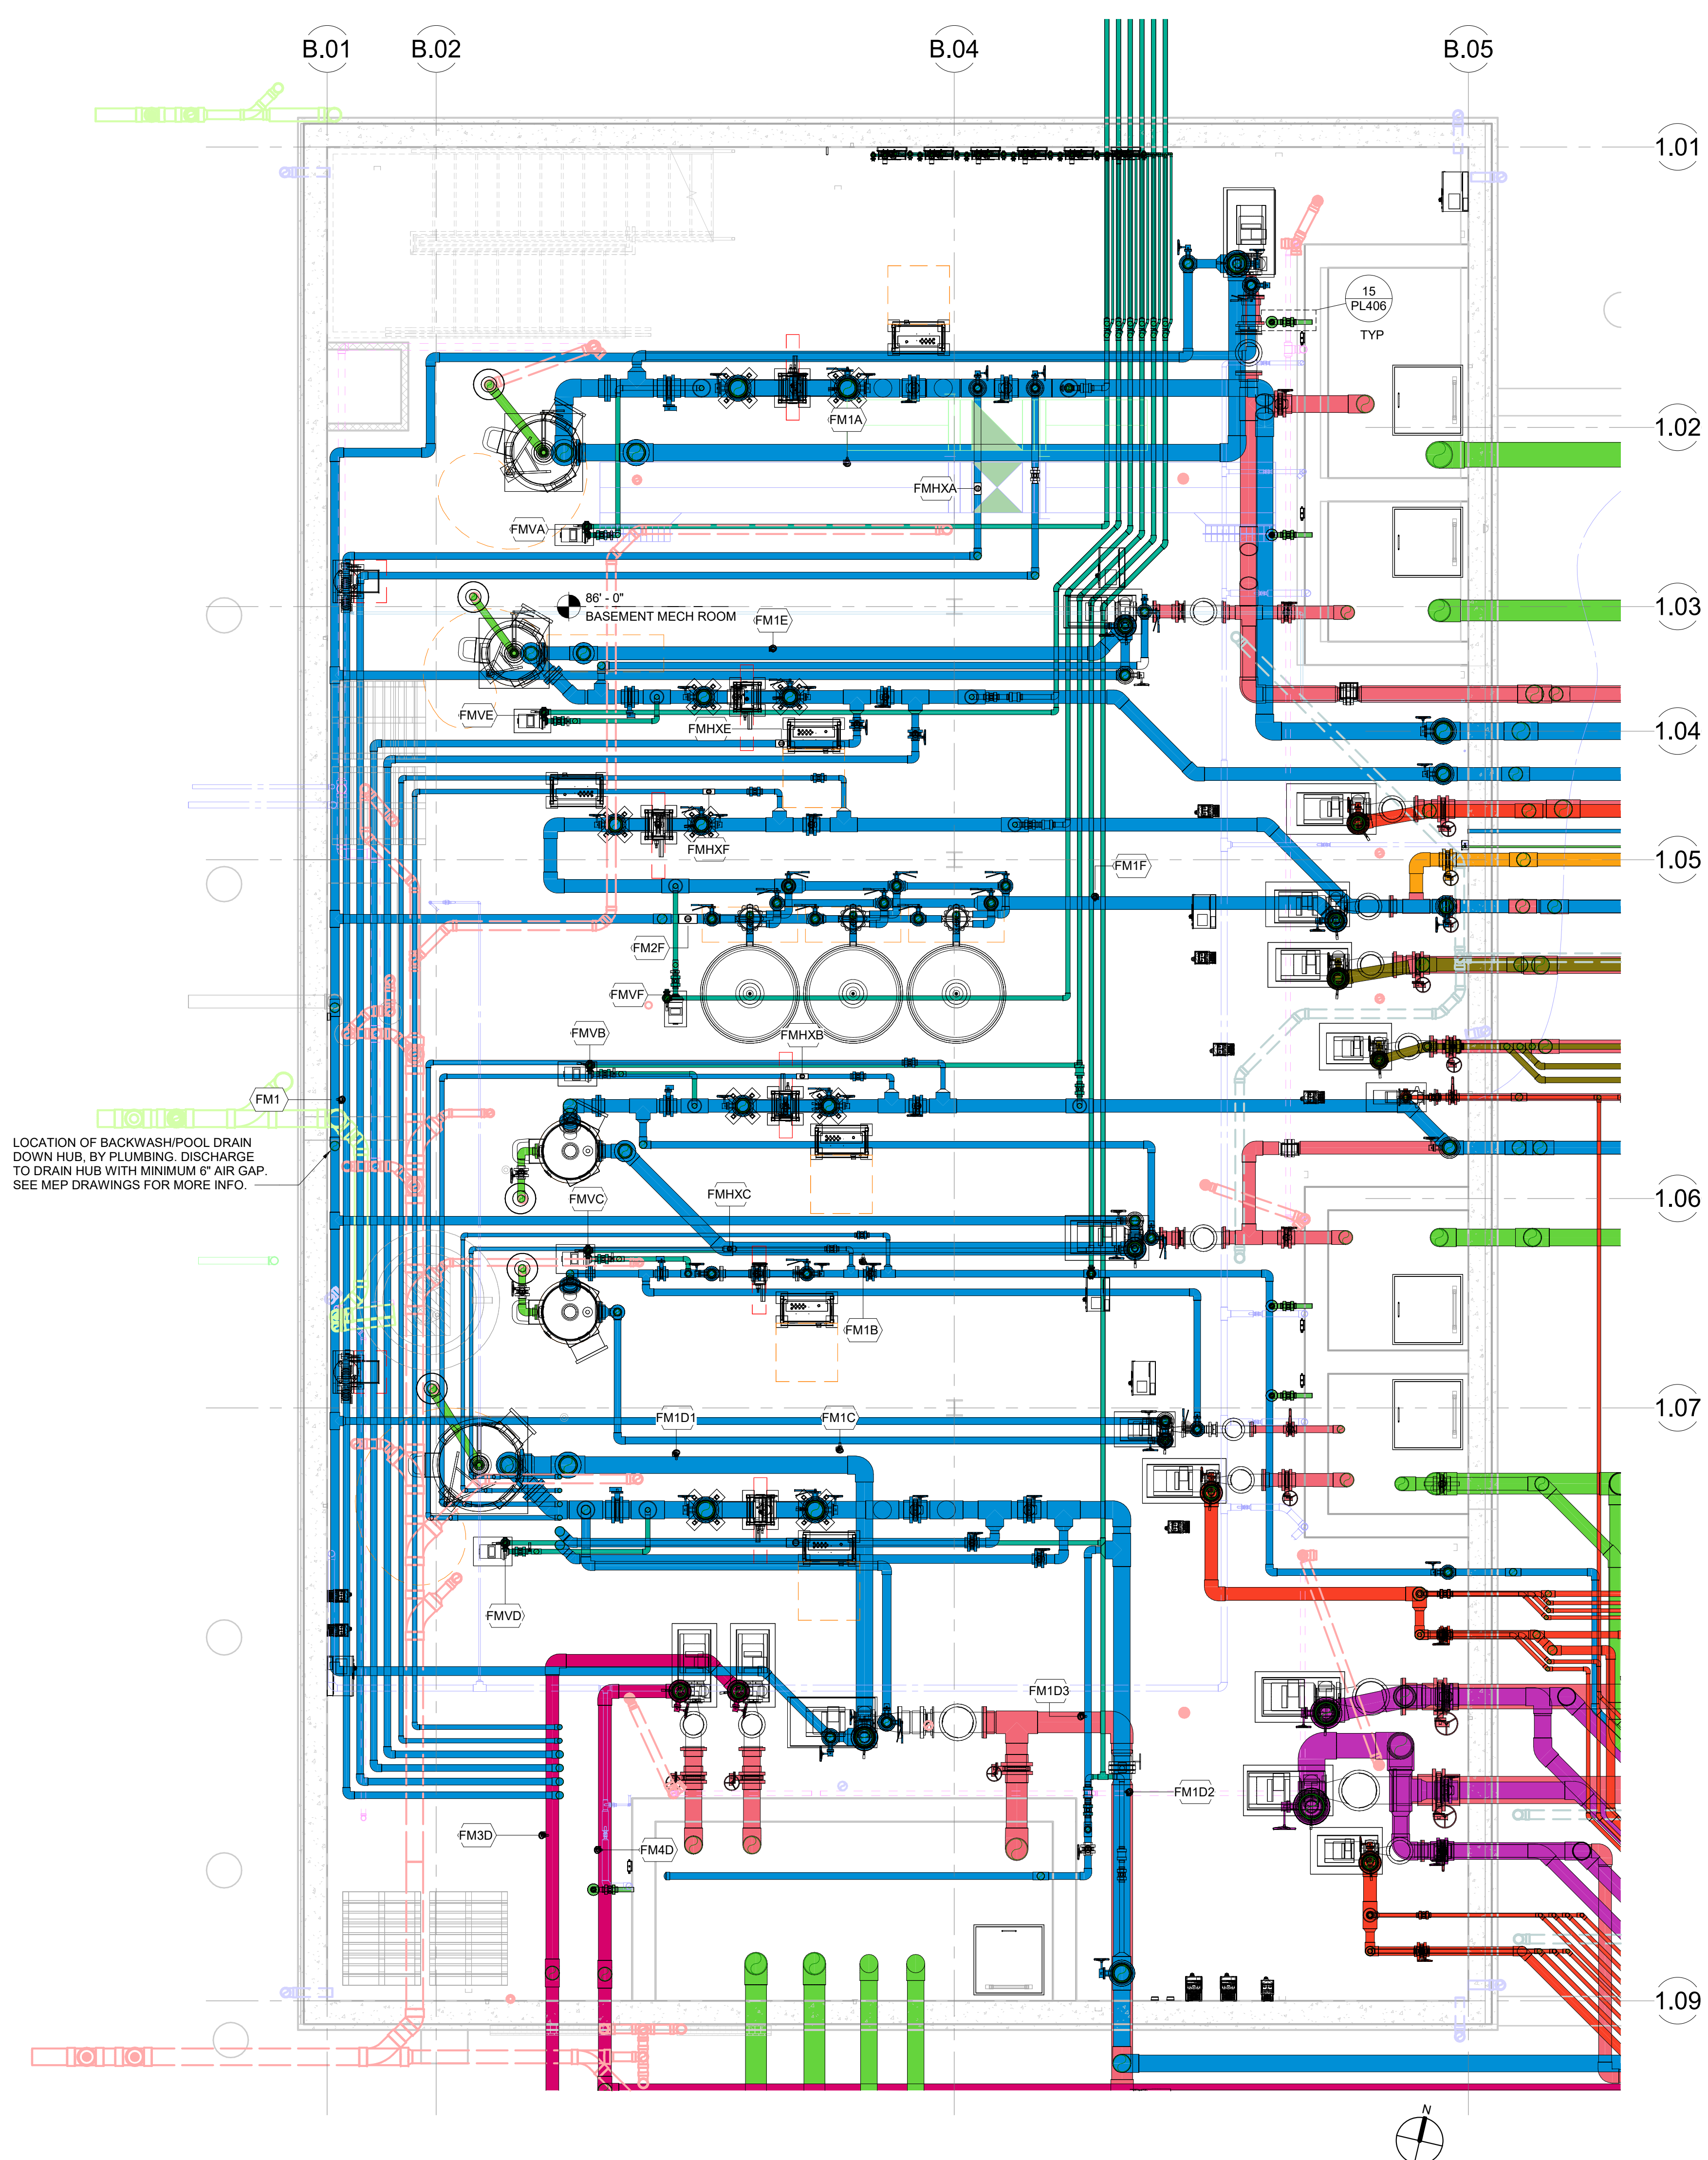 B.01
B.02
B.04
B.05
1.01
15
PL406
TYP
FM1A
1.02
FMHXA
FMVA
86' - 0"
BASEMENT MECH ROOM
1.03
FM1E
FMVE
FMHXE
1.04
FMHXF
1.05
FM1F
FM2F
FMVF
FMVB
FMHXB
FM1
LOCATION OF BACKWASH/POOL DRAIN
DOWN HUB, BY PLUMBING. DISCHARGE
TO DRAIN HUB WITH MINIMUM 6" AIR GAP.
SEE MEP DRAWINGS FOR MORE INFO.
FMVC
FMHXC
1.06
FM1B
1.07
FM1D1
FM1C
FMVD
FM1D3
FM1D2
FM3D
FM4D
1.09
N